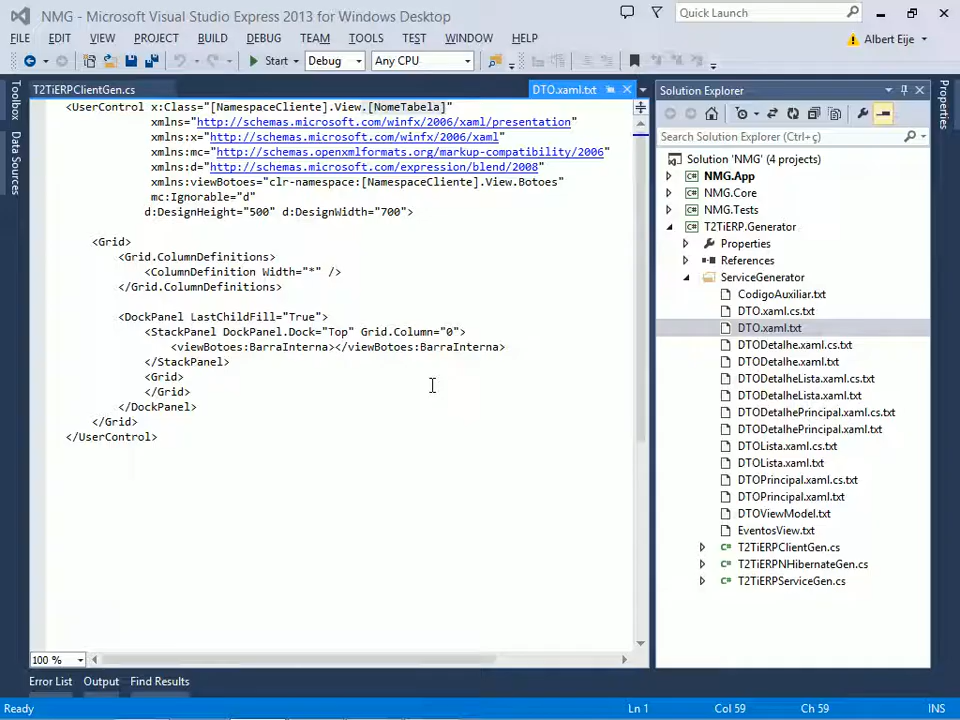 NMG - Microsoft Visual Studio Express 2013 for Windows Desktop
Quick Launch
FILE EDIT VIEW PROJECT BUILD DEBUG TEAM TOOLS TEST WINDOW HELP
Albert Eije
Start Debug Any CPU
T2TiERPClientGen.cs
DTO.xaml.txt
Toolbox
Data Sources
<UserControl x:Class="[NamespaceCliente].View.[NomeTabela]"
xmlns="http://schemas.microsoft.com/winfx/2006/xaml/presentation"
xmlns:x="http://schemas.microsoft.com/winfx/2006/xaml"
xmlns:mc="http://schemas.openxmlformats.org/markup-compatibility/2006"
xmlns:d="http://schemas.microsoft.com/expression/blend/2008"
xmlns:viewBotoes="clr-namespace:[NamespaceCliente].View.Botoes"
mc:Ignorable="d"
d:DesignHeight="500" d:DesignWidth="700">
<Grid>
<Grid.ColumnDefinitions>
<ColumnDefinition Width="*" />
</Grid.ColumnDefinitions>
<DockPanel LastChildFill="True">
<StackPanel DockPanel.Dock="Top" Grid.Column="0">
<viewBotoes:BarraInterna></viewBotoes:BarraInterna>
</StackPanel>
<Grid>
</Grid>
</DockPanel>
</Grid>
</UserControl>
100 %
Solution Explorer
Search Solution Explorer (Ctrl+ç)
Solution 'NMG' (4 projects)
NMG.App
NMG.Core
NMG.Tests
T2TiERP.Generator
Properties
References
ServiceGenerator
CodigoAuxiliar.txt
DTO.xaml.cs.txt
DTO.xaml.txt
DTODetalhe.xaml.cs.txt
DTODetalhe.xaml.txt
DTODetalheLista.xaml.cs.txt
DTODetalheLista.xaml.txt
DTODetalhePrincipal.xaml.cs.txt
DTODetalhePrincipal.xaml.txt
DTOLista.xaml.cs.txt
DTOLista.xaml.txt
DTOPrincipal.xaml.cs.txt
DTOPrincipal.xaml.txt
DTOViewModel.txt
EventosView.txt
T2TiERPClientGen.cs
T2TiERPNHibernateGen.cs
T2TiERPServiceGen.cs
Properties
Error List Output Find Results
Ready Ln 1 Col 59 Ch 59 INS